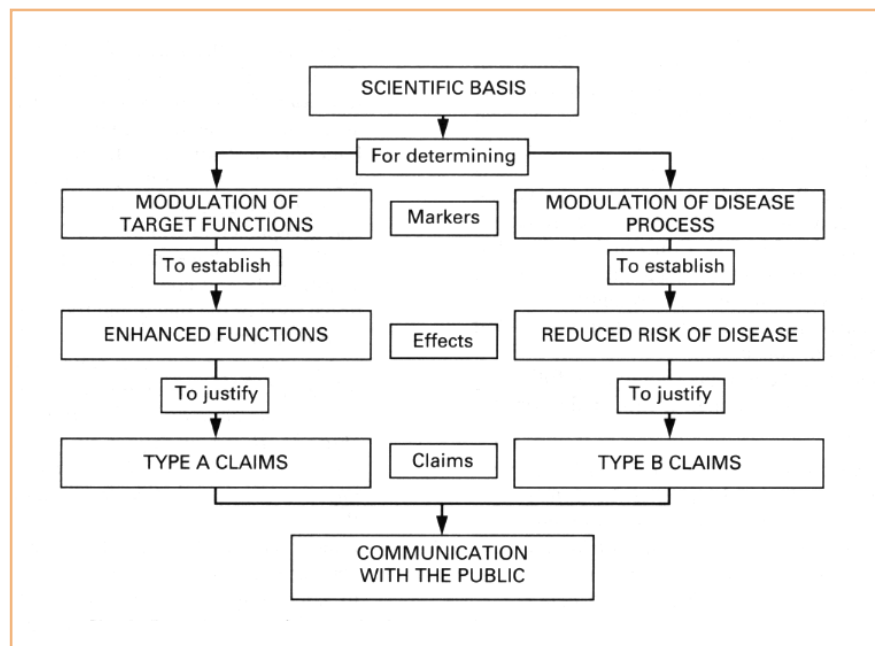 SCIENTIFIC BASIS
For determining
MODULATION OF
TARGET FUNCTIONS
Markers
MODULATION OF DISEASE
PROCESS
To establish
To establish
ENHANCED FUNCTIONS
Effects
REDUCED RISK OF DISEASE
To justify
To justify
TYPE A CLAIMS
Claims
TYPE B CLAIMS
COMMUNICATION
WITH THE PUBLIC